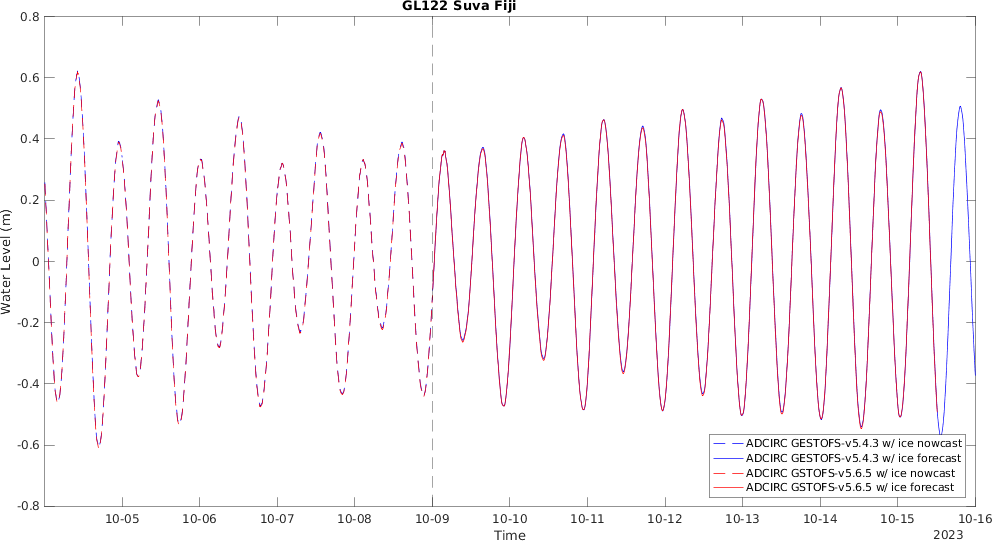 GL122 Suva Fiji
0.8
0.6
0.4
0.2
0
-0.2
-0.4
-0.6
-0.8
Water Level (m)
ADCIRC GESTOFS-v5.4.3 w/ ice nowcast
ADCIRC GESTOFS-v5.4.3 w/ ice forecast
ADCIRC GSTOFS-v5.6.5 w/ ice nowcast
ADCIRC GSTOFS-v5.6.5 w/ ice forecast
10-05 10-06 10-07 10-08 10-09 10-10 10-11 10-12 10-13 10-14 10-15 10-16
Time
2023